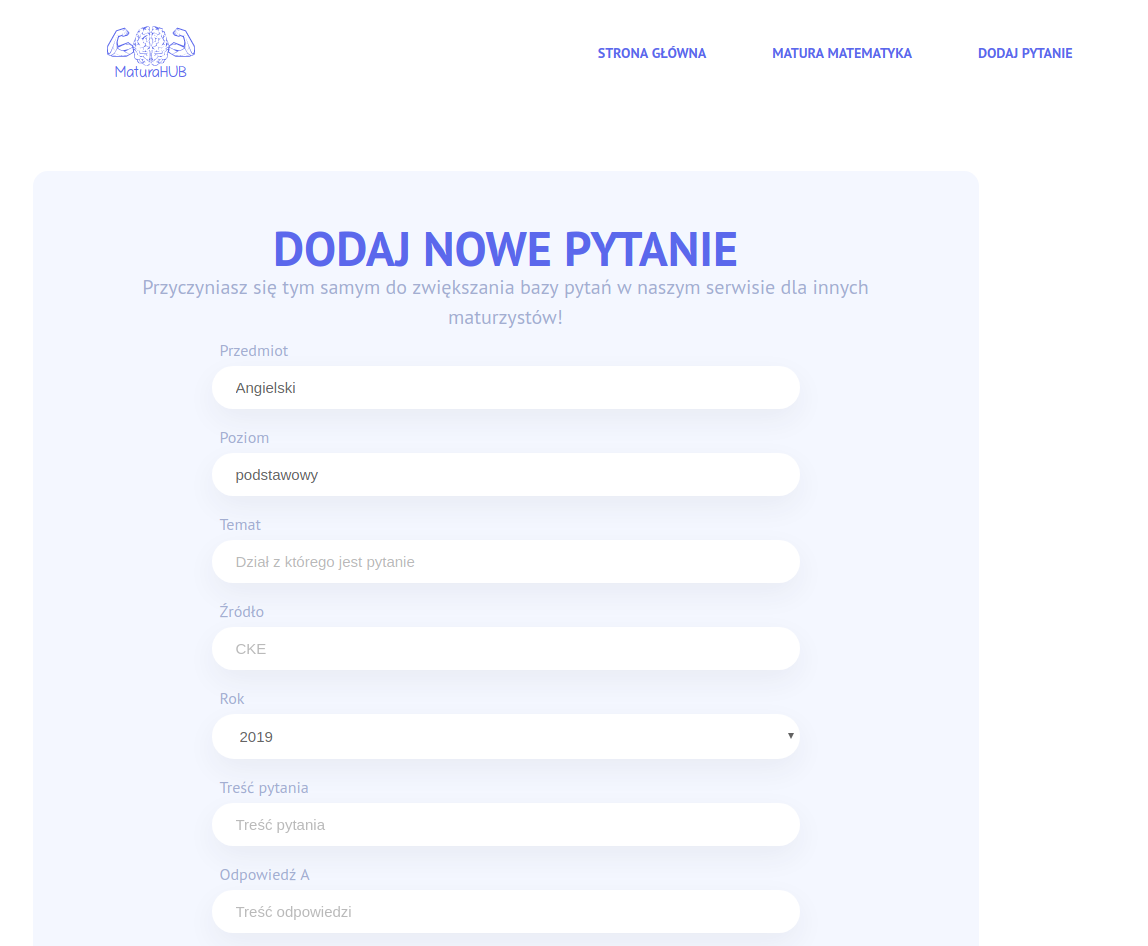 MaturaHUB
STRONA GŁÓWNA
MATURA MATEMATYKA
DODAJ PYTANIE
DODAJ NOWE PYTANIE
Przyczyniasz się tym samym do zwiększania bazy pytań w naszym serwisie dla innych
maturzystów!
Przedmiot
Angielski
Poziom
podstawowy
Temat
Dział z którego jest pytanie
Źródło
CKE
Rok
2019
Treść pytania
Treść pytania
Odpowiedź A
Treść odpowiedzi